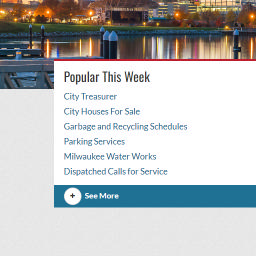 Popular This Week
City Treasurer
City Houses For Sale
Garbage and Recycling Schedules
Parking Services
Milwaukee Water Works
Dispatched Calls for Service
+ See More